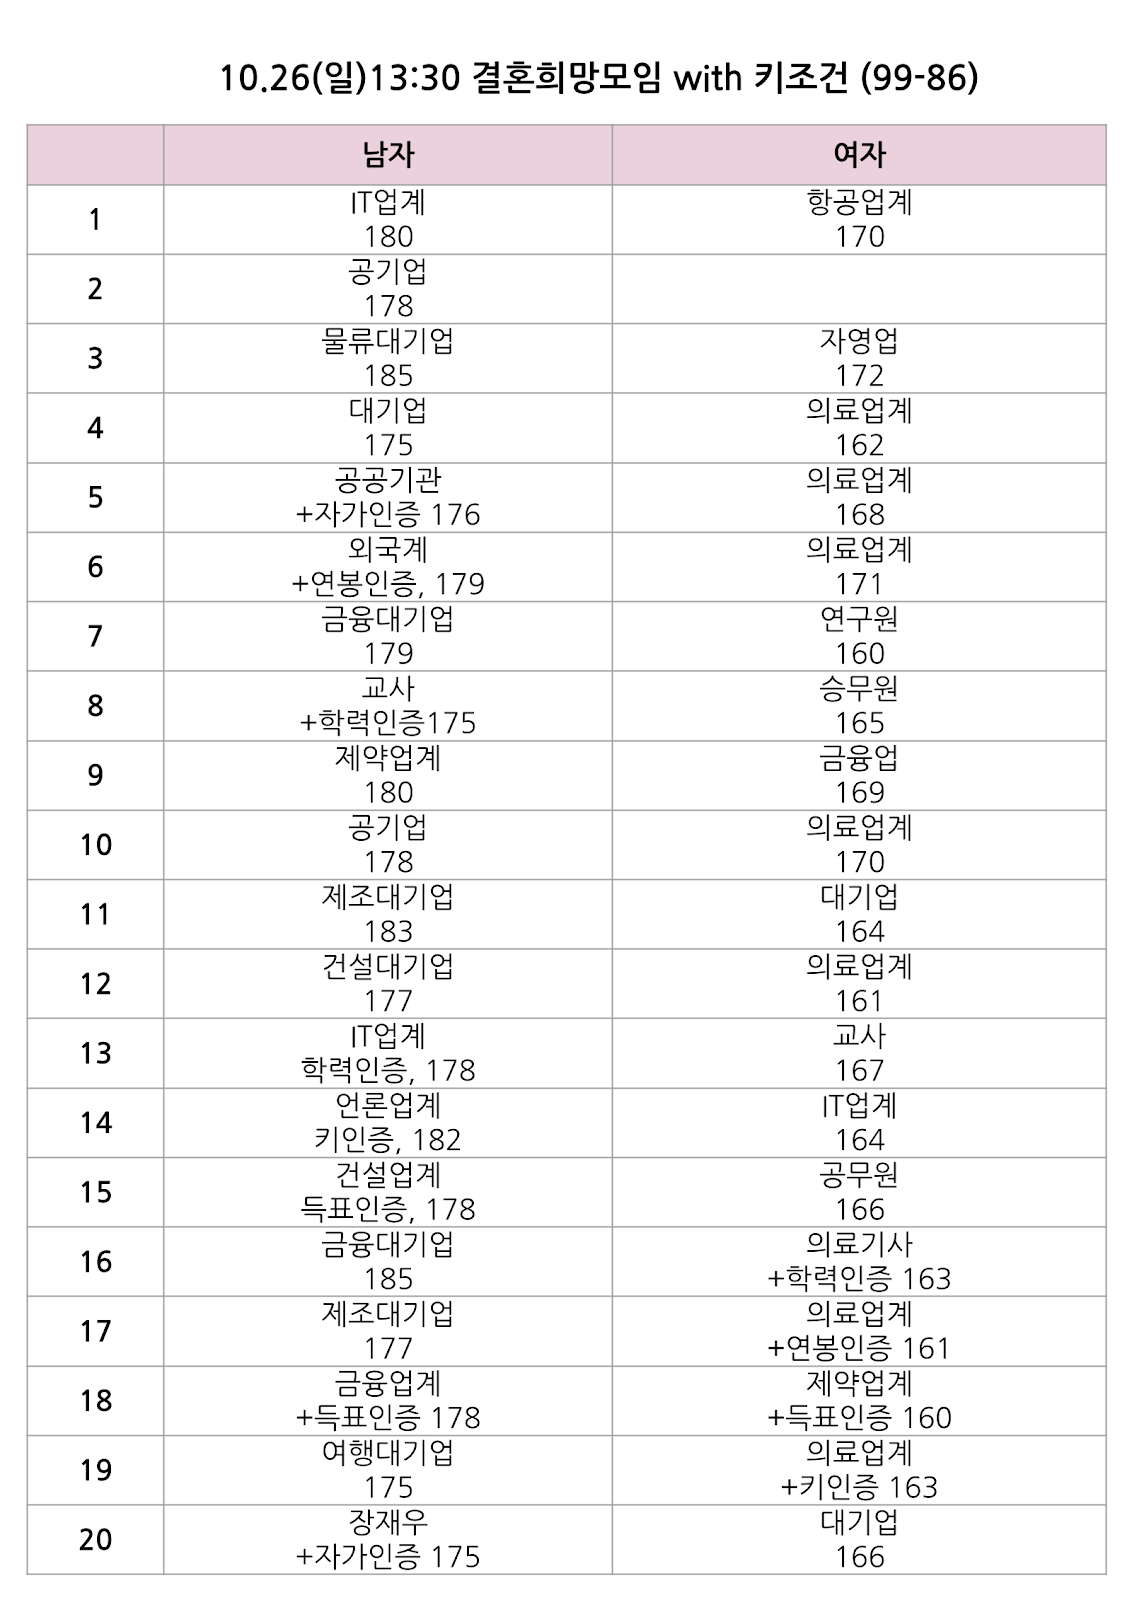 10.26(일)13:30 결혼희망모임 with 키조건 (99-86)
남자 여자
1 IT업계 항공업계
180 170
2 공기업
178
3 물류대기업 자영업
185 172
4 대기업 의료업계
175 162
5 공공기관 의료업계
+자가인증 176 168
6 외국계 의료업계
+연봉인증, 179 171
7 금융대기업 연구원
179 160
8 교사 승무원
+학력인증175 165
9 제약업계 금융업
180 169
10 공기업 의료업계
178 170
11 제조대기업 대기업
183 164
12 건설대기업 의료업계
177 161
13 IT업계 교사
학력인증, 178 167
14 언론업계 IT업계
키인증, 182 164
15 건설업계 공무원
득표인증, 178 166
16 금융대기업 의료기사
185 +학력인증 163
17 제조대기업 의료업계
177 +연봉인증 161
18 금융업계 제약업계
+득표인증 178 +득표인증 160
19 여행대기업 의료업계
175 +키인증 163
20 장재우 대기업
+자가인증 175 166